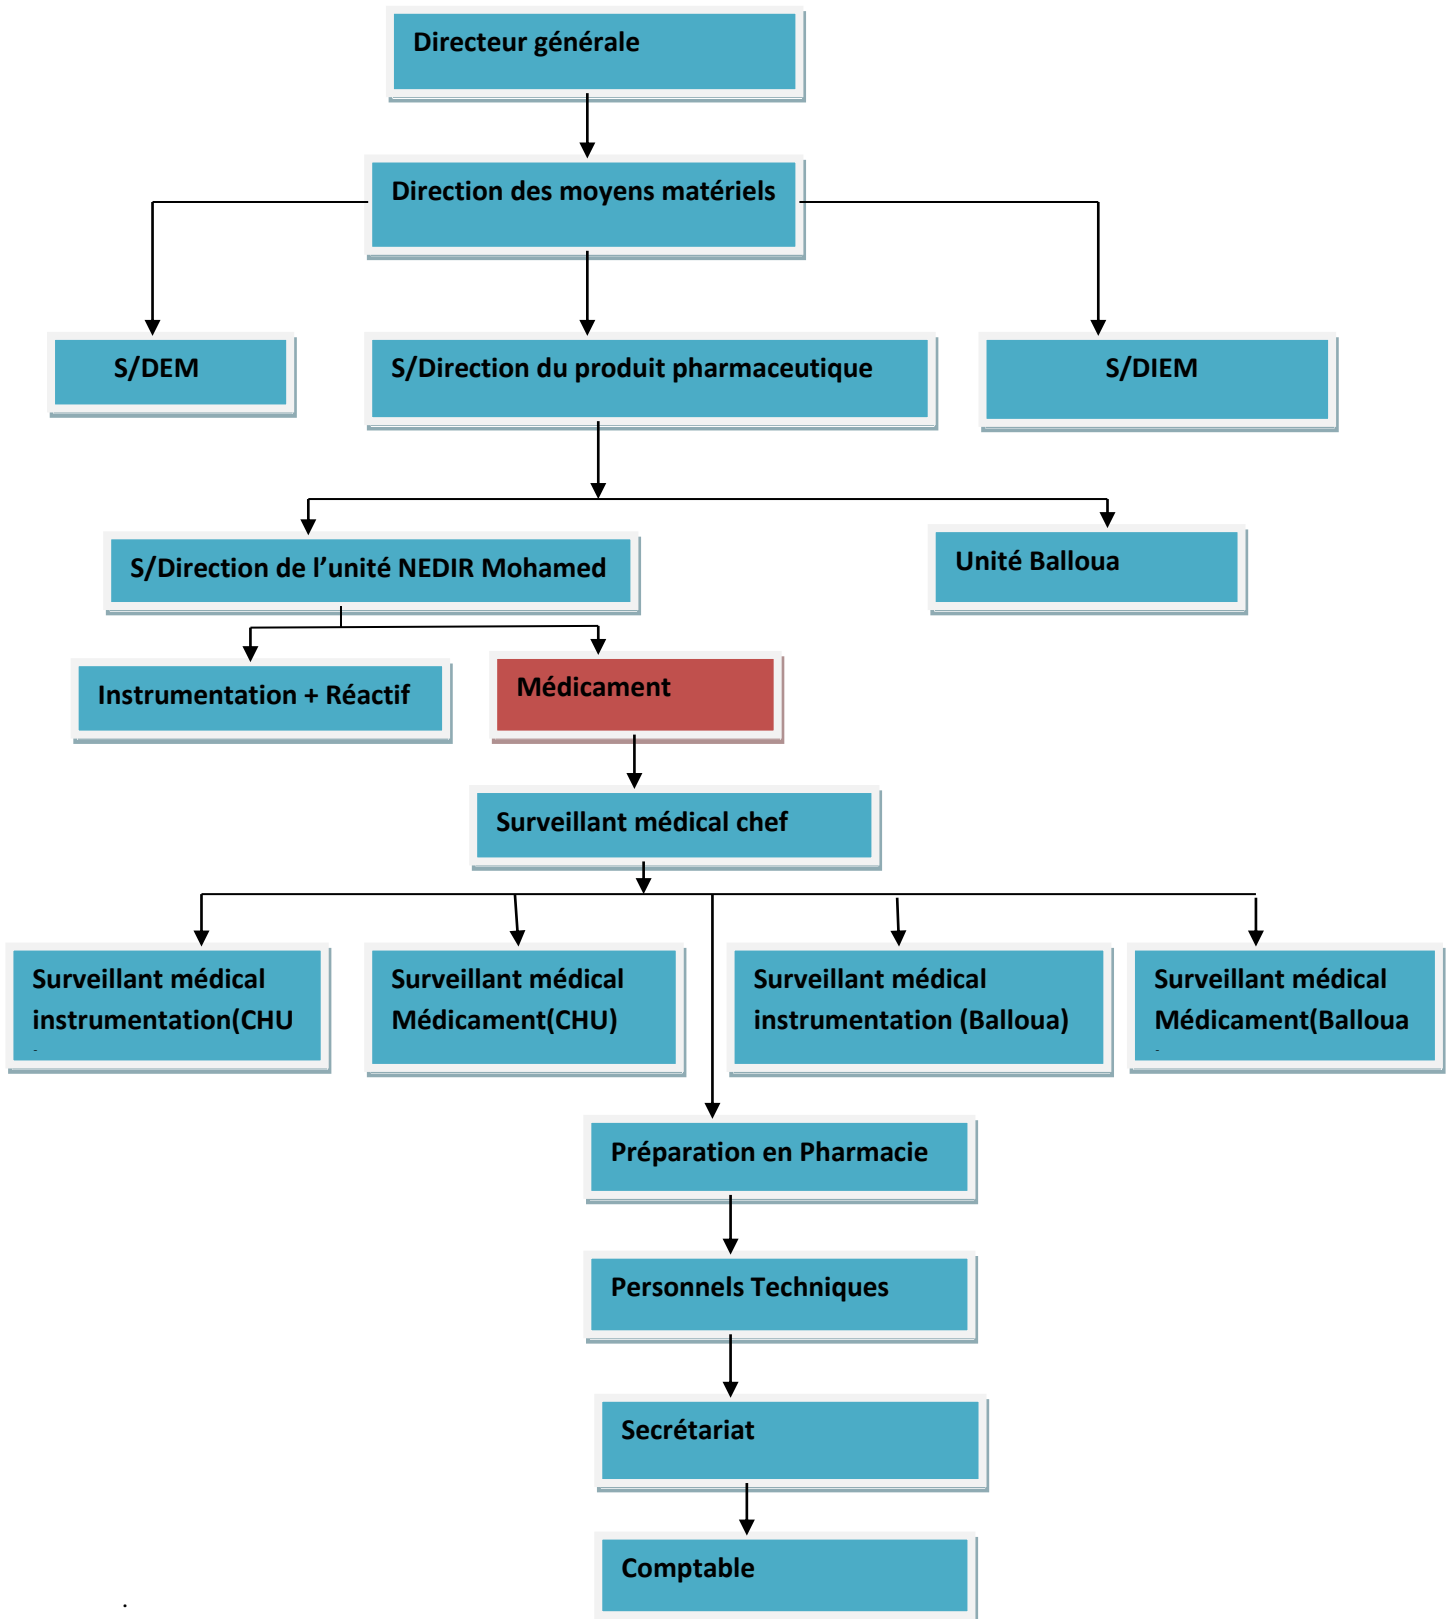 Directeur générale
Direction des moyens matériels
S/DEM
S/Direction du produit pharmaceutique
S/DIEM
S/Direction de l’unité NEDIR Mohamed
Unité Balloua
Instrumentation + Réactif
Médicament
Surveillant médical chef
Surveillant médical
instrumentation(CHU
Surveillant médical
Médicament(CHU)
Surveillant médical
instrumentation (Balloua)
Surveillant médical
Médicament(Balloua
Préparation en Pharmacie
Personnels Techniques
Secrétariat
Comptable
.